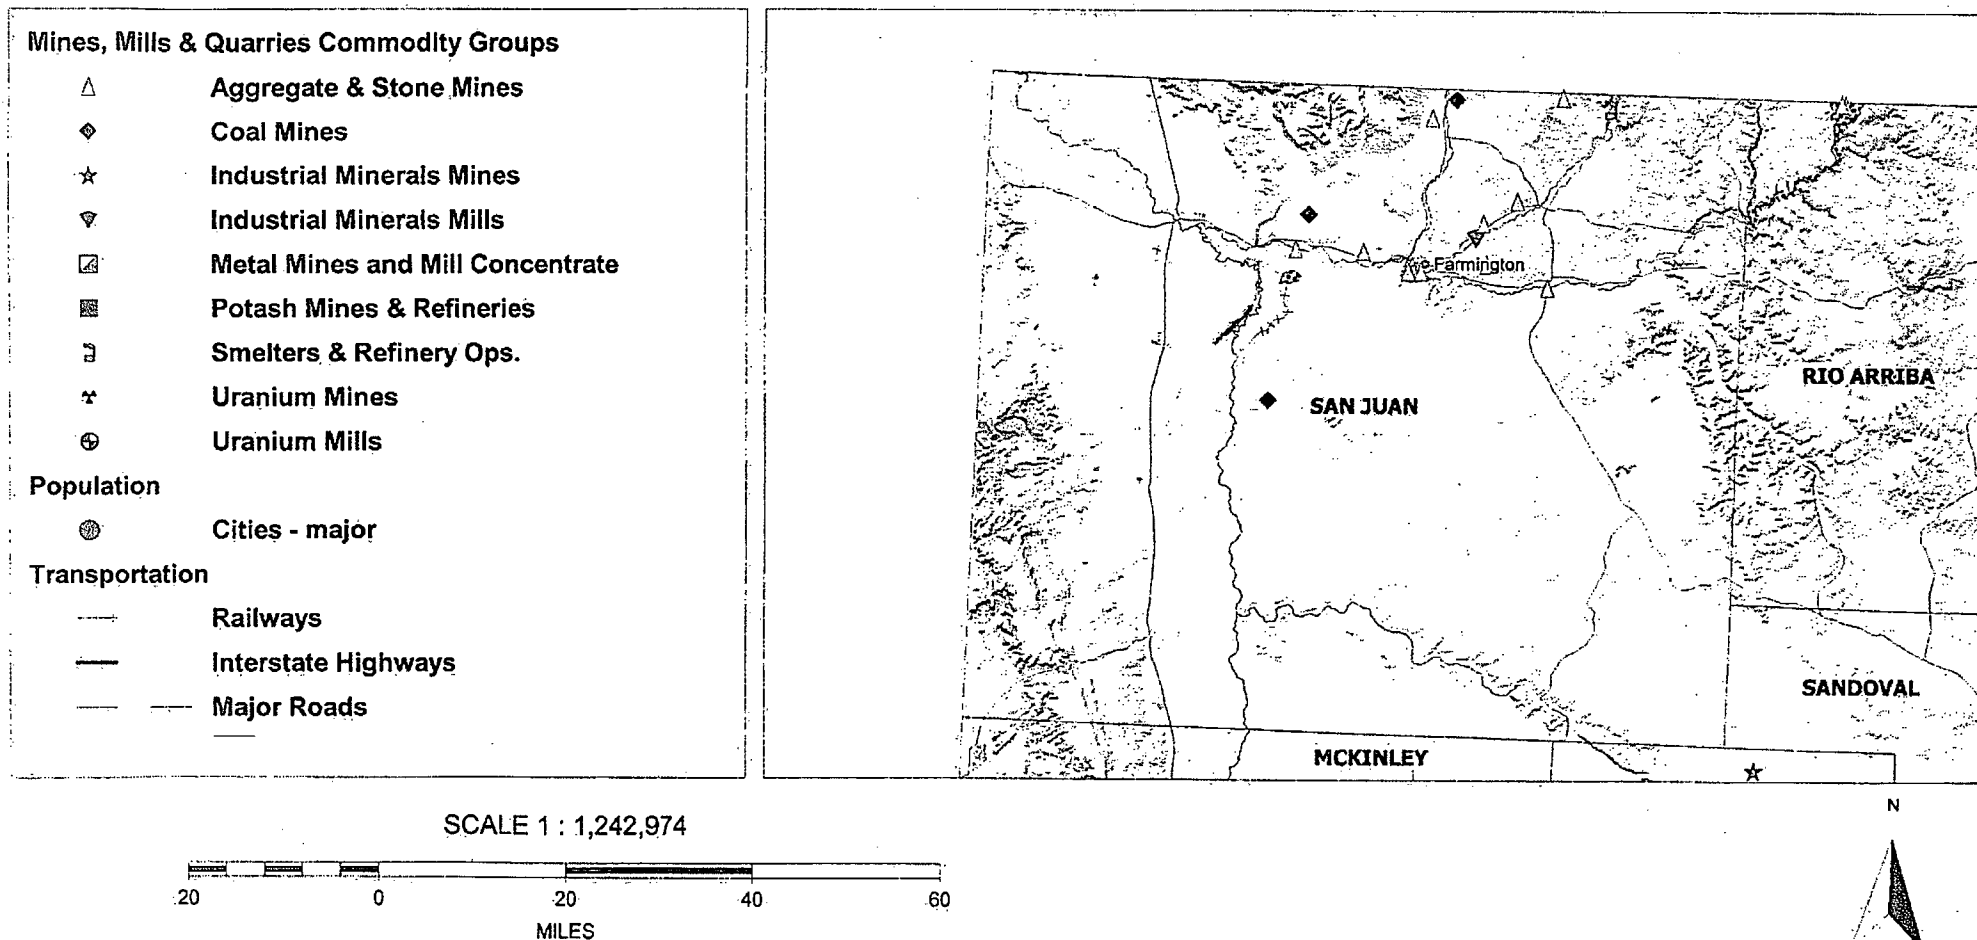 Mines, Mills & Quarries Commodity Groups
Aggregate & Stone Mines
Coal Mines
Industrial Minerals Mines
Industrial Minerals Mills
Metal Mines and Mill Concentrate
Potash Mines & Refineries
Smelters & Refinery Ops.
Uranium Mines
Uranium Mills
Population
Cities - major
Transportation
Railways
Interstate Highways
Major Roads
Farmington
RIO ARRIBA
SAN JUAN
SANDOVAL
MCKINLEY
SCALE 1 : 1,242,974
20 0 20 40 60
MILES
N